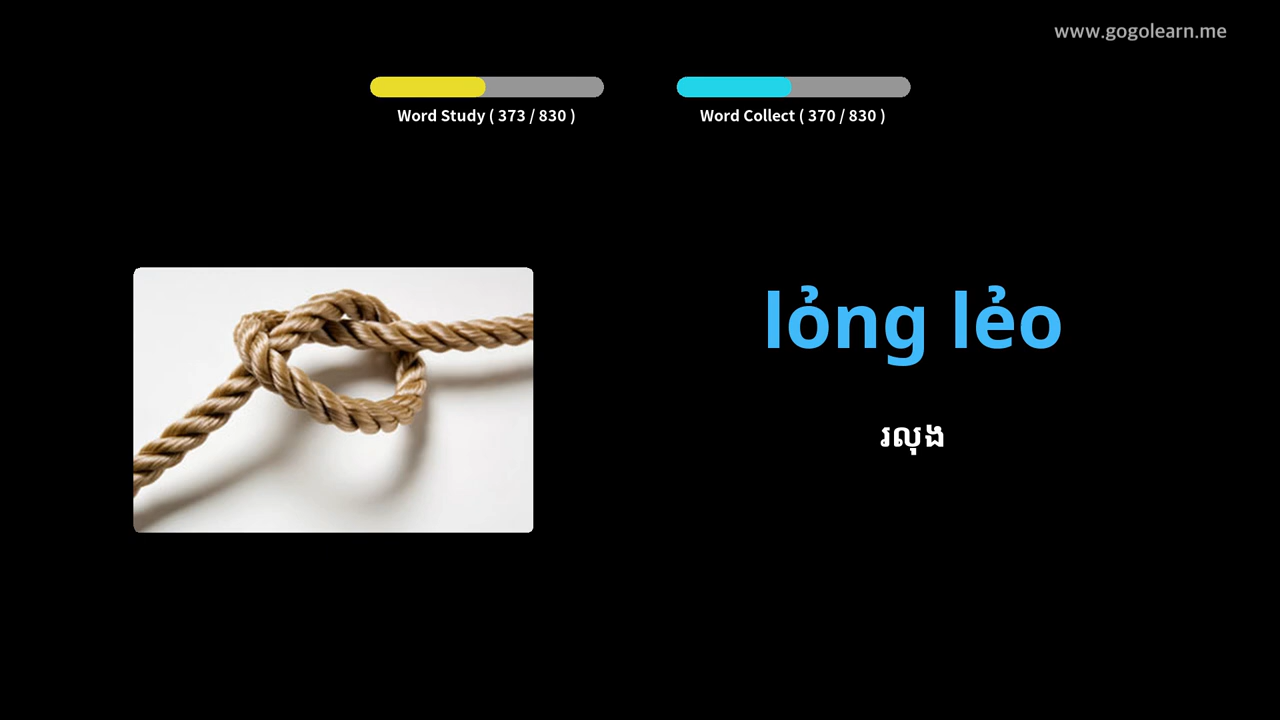 www.gogolearn.me
Word Study ( 373 / 830 )
Word Collect ( 370 / 830 )
lỏng lẻo
រលុង